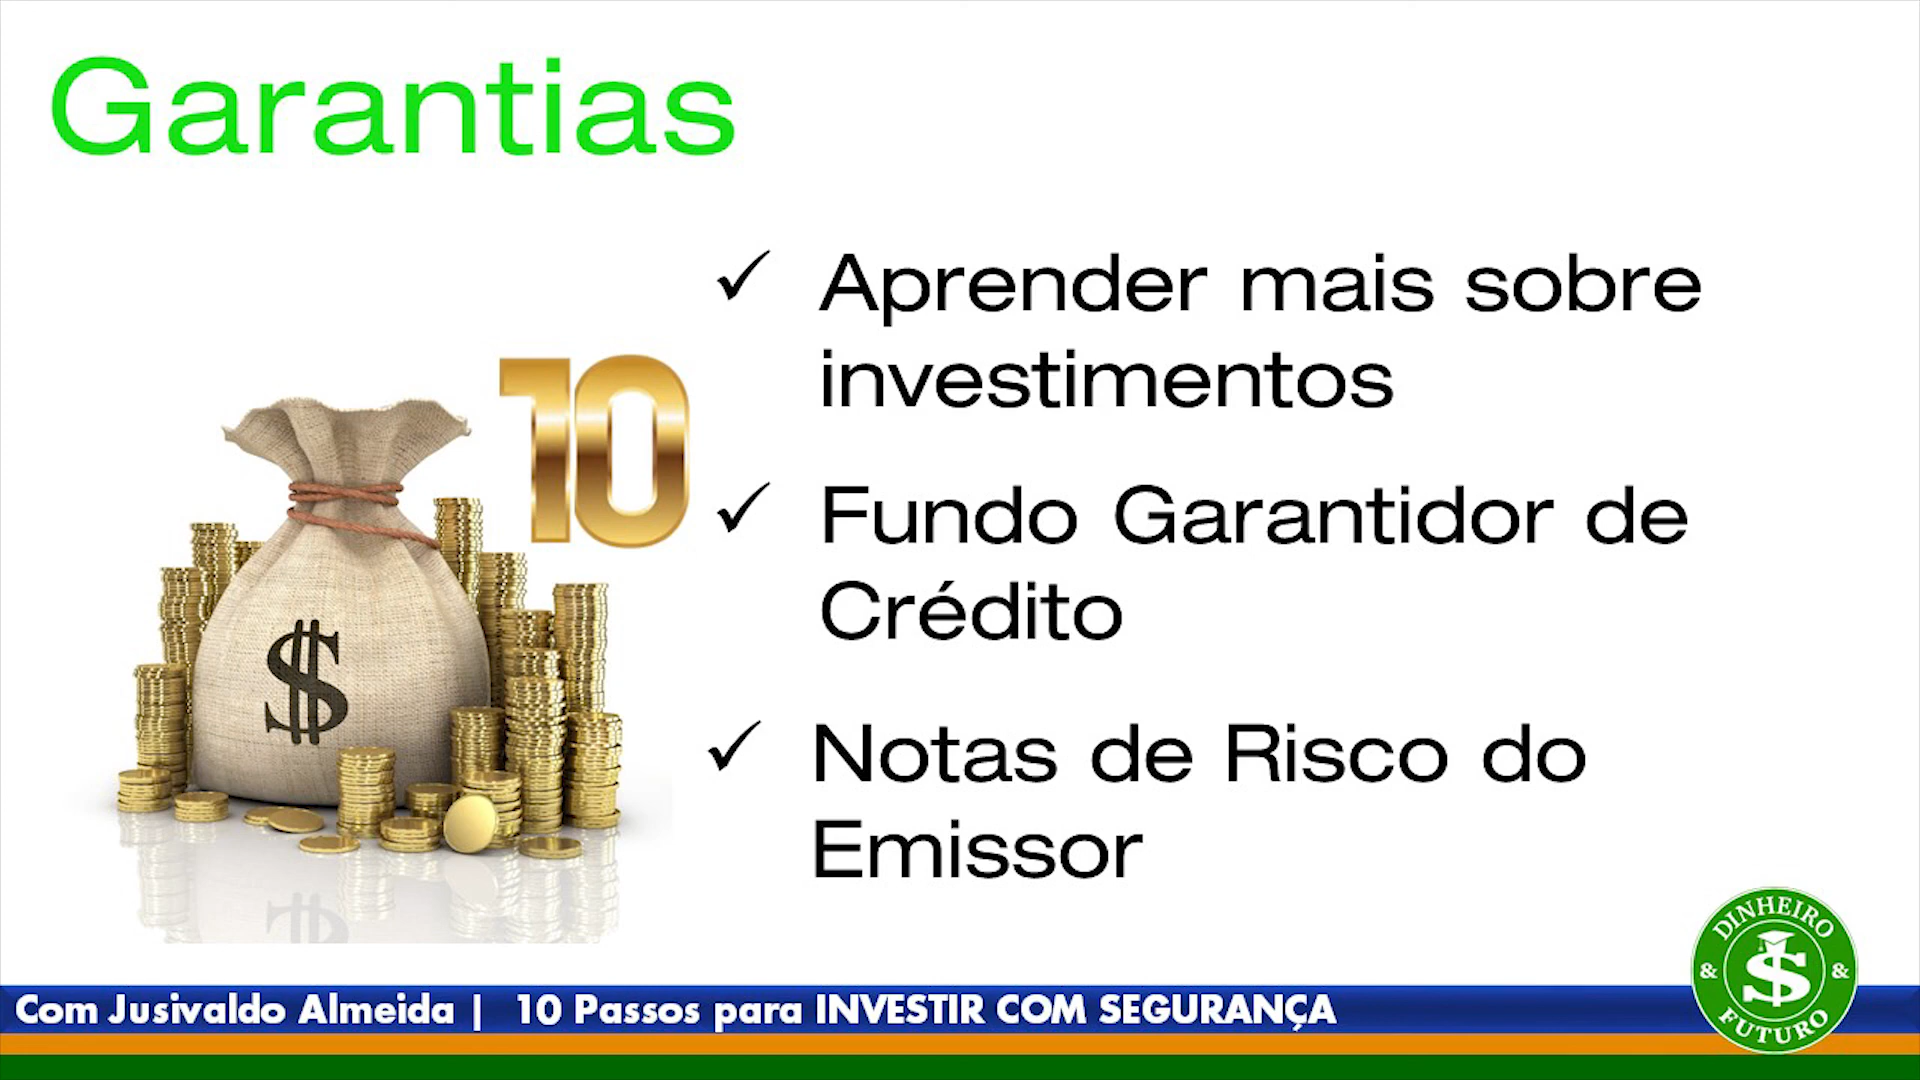 Garantias
10
✓ Aprender mais sobre
investimentos
✓ Fundo Garantidor de
Crédito
✓ Notas de Risco do
Emissor
$
Com Jusivaldo Almeida | 10 Passos para INVESTIR COM SEGURANÇA
DINHEIRO
& $ &
FUTURO